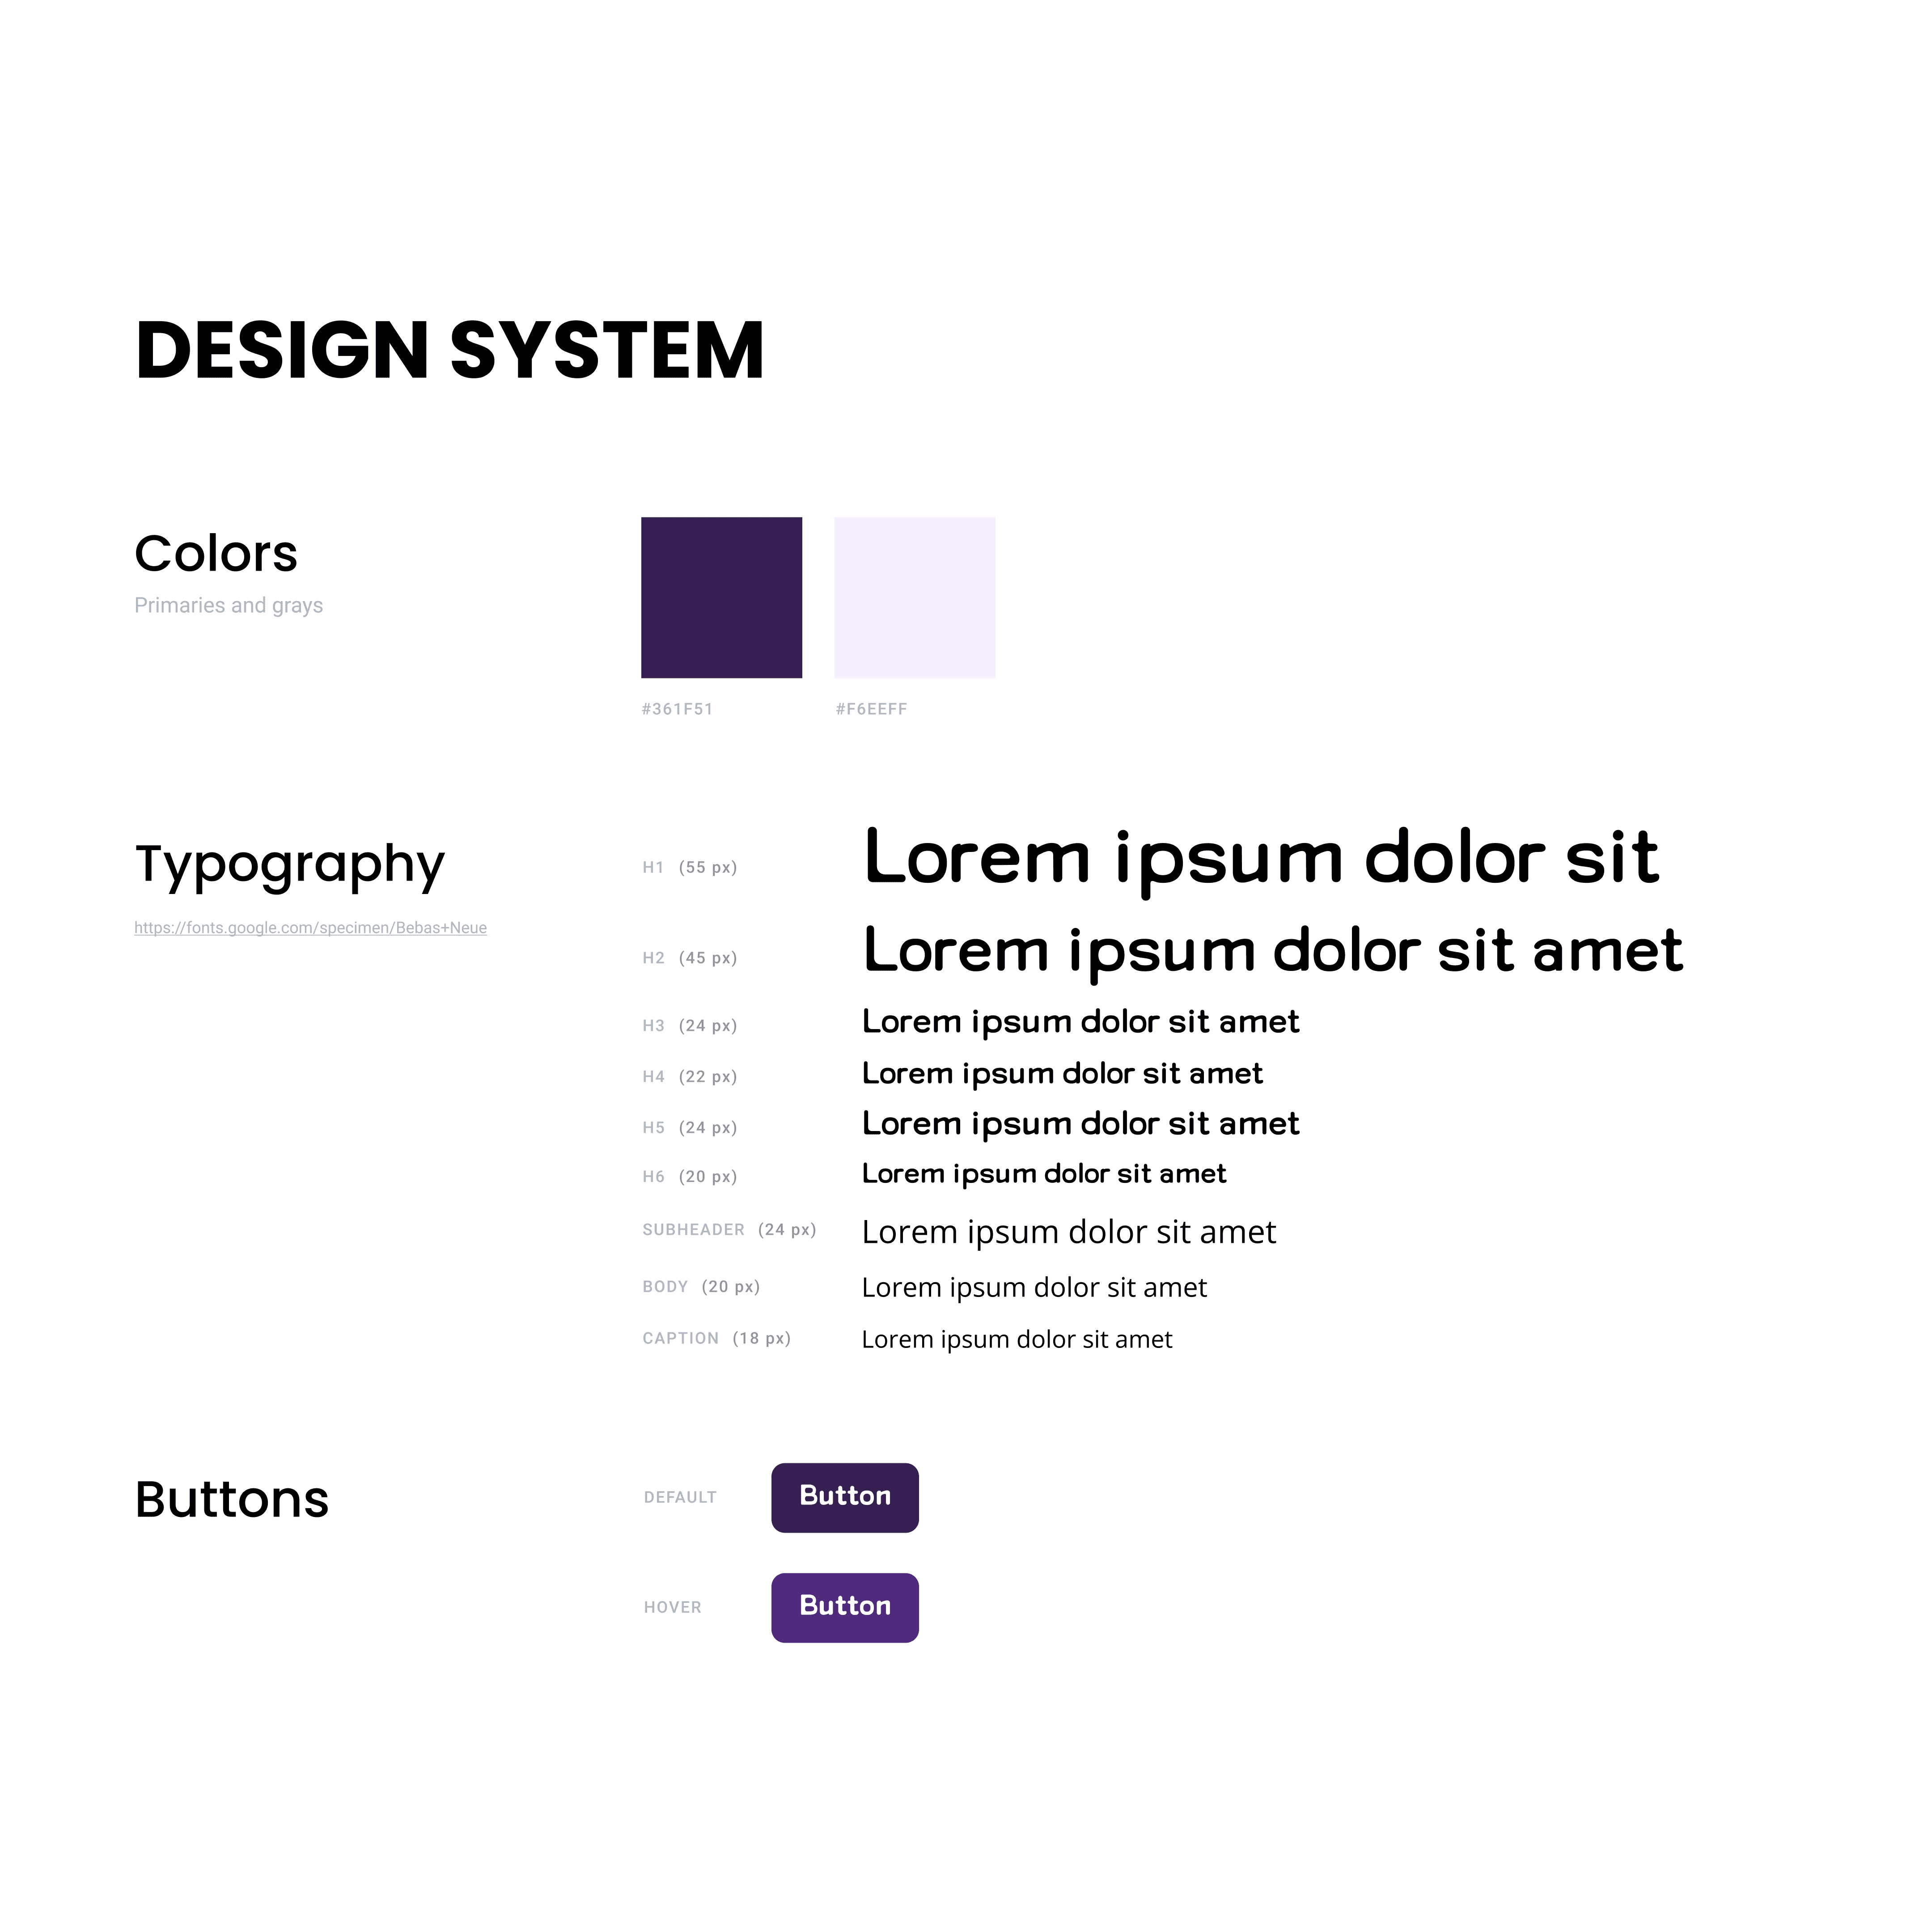 DESIGN SYSTEM
Colors
Primaries and grays
#361F51 #F6EEFF
Typography
https://fonts.google.com/specimen/Bebas+Neue
H1 (55 px) Lorem ipsum dolor sit
H2 (45 px) Lorem ipsum dolor sit amet
H3 (24 px) Lorem ipsum dolor sit amet
H4 (22 px) Lorem ipsum dolor sit amet
H5 (24 px) Lorem ipsum dolor sit amet
H6 (20 px) Lorem ipsum dolor sit amet
SUBHEADER (24 px) Lorem ipsum dolor sit amet
BODY (20 px) Lorem ipsum dolor sit amet
CAPTION (18 px) Lorem ipsum dolor sit amet
Buttons
DEFAULT Button
HOVER Button